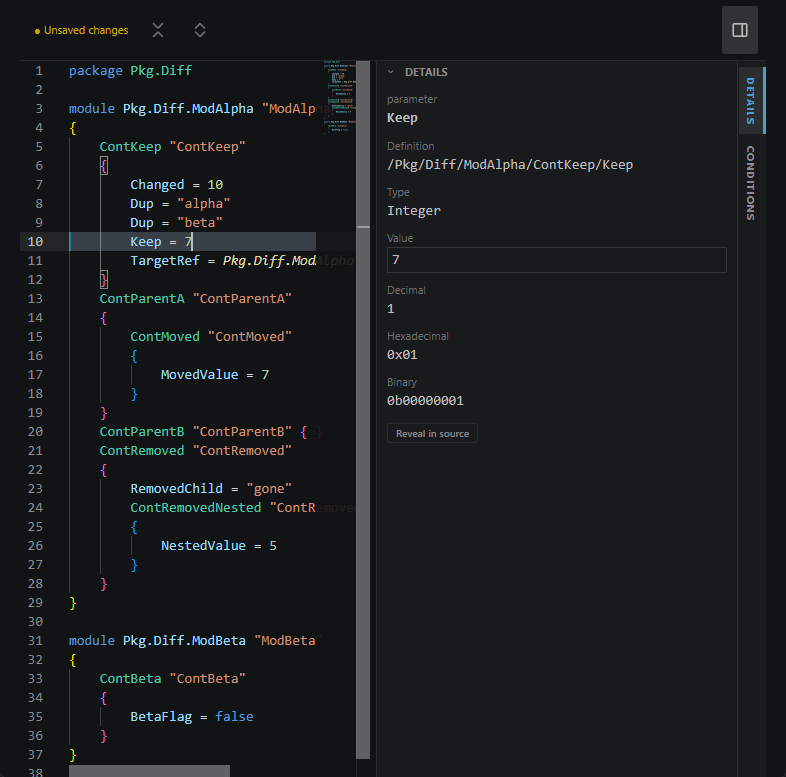 Unsaved changes
1 package Pkg.Diff
2
3 module Pkg.Diff.ModAlpha "ModAlp
4 {
5 ContKeep "ContKeep"
6 {
7 Changed = 10
8 Dup = "alpha"
9 Dup = "beta"
10 Keep = 7
11 TargetRef = Pkg.Diff.ModAlpha
12 }
13 ContParentA "ContParentA"
14 {
15 ContMoved "ContMoved"
16 {
17 MovedValue = 7
18 }
19 }
20 ContParentB "ContParentB" { }
21 ContRemoved "ContRemoved"
22 {
23 RemovedChild = "gone"
24 ContRemovedNested "ContRemove
25 {
26 NestedValue = 5
27 }
28 }
29 }
30
31 module Pkg.Diff.ModBeta "ModBeta
32 {
33 ContBeta "ContBeta"
34 {
35 BetaFlag = false
36 }
37 }
38
DETAILS
parameter
Keep
Definition
/Pkg/Diff/ModAlpha/ContKeep/Keep
Type
Integer
Value
7
Decimal
1
Hexadecimal
0x01
Binary
0b00000001
Reveal in source
DETAILS
CONDITIONS